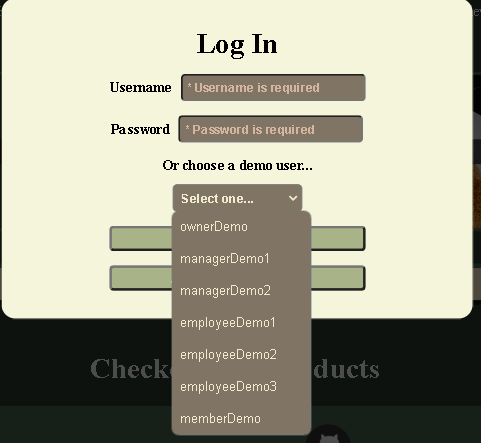 Log In
Username
* Username is required
Password
* Password is required
Or choose a demo user...
Select one...
ownerDemo
managerDemo1
managerDemo2
employeeDemo1
employeeDemo2
employeeDemo3
memberDemo